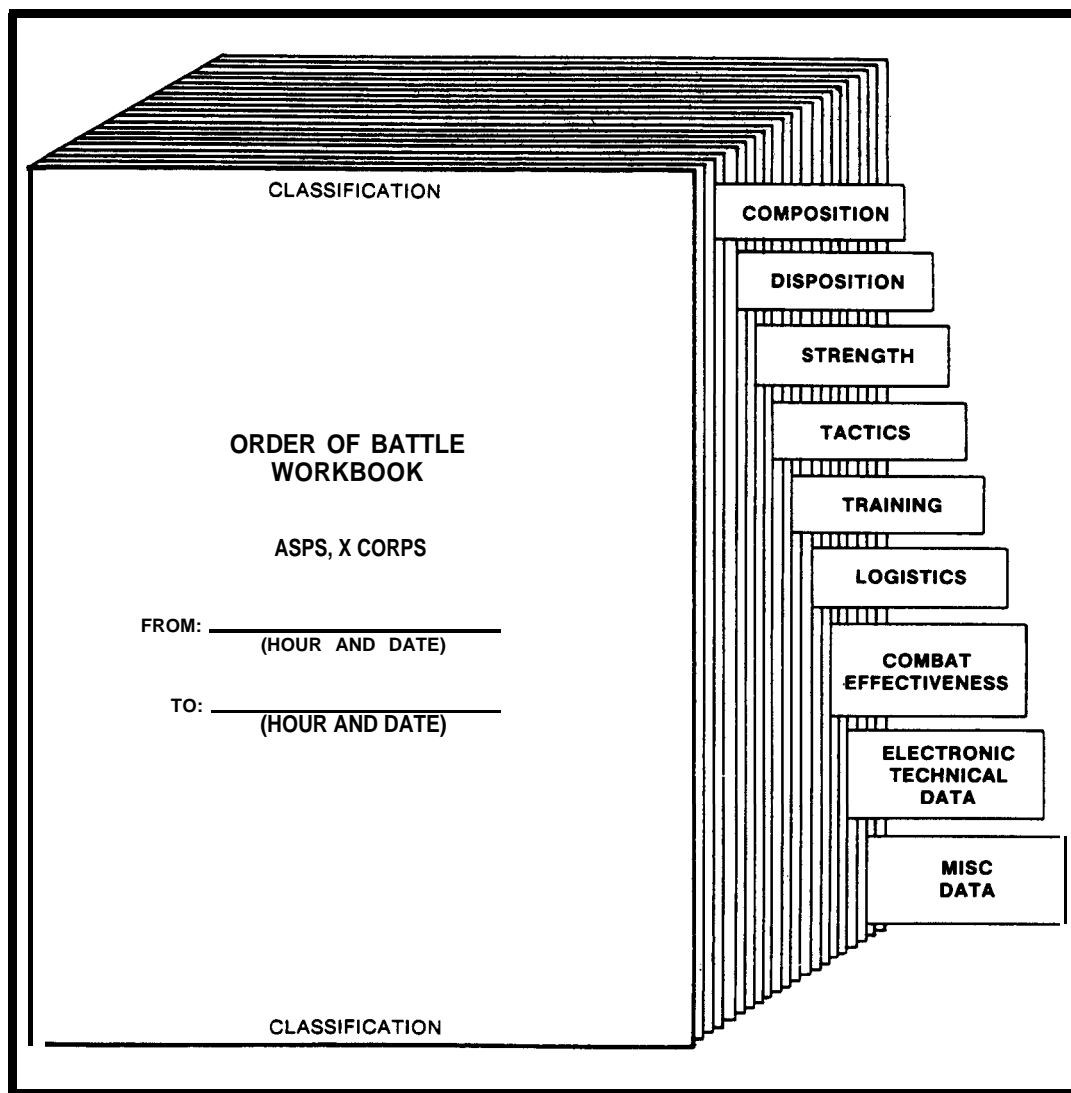 CLASSIFICATION
ORDER OF BATTLE
WORKBOOK
ASPS, X CORPS
FROM:
(HOUR AND DATE)
TO:
(HOUR AND DATE)
CLASSIFICATION
COMPOSITION
DISPOSITION
STRENGTH
TACTICS
TRAINING
LOGISTICS
COMBAT
EFFECTIVENESS
ELECTRONIC
TECHNICAL
DATA
MISC
DATA